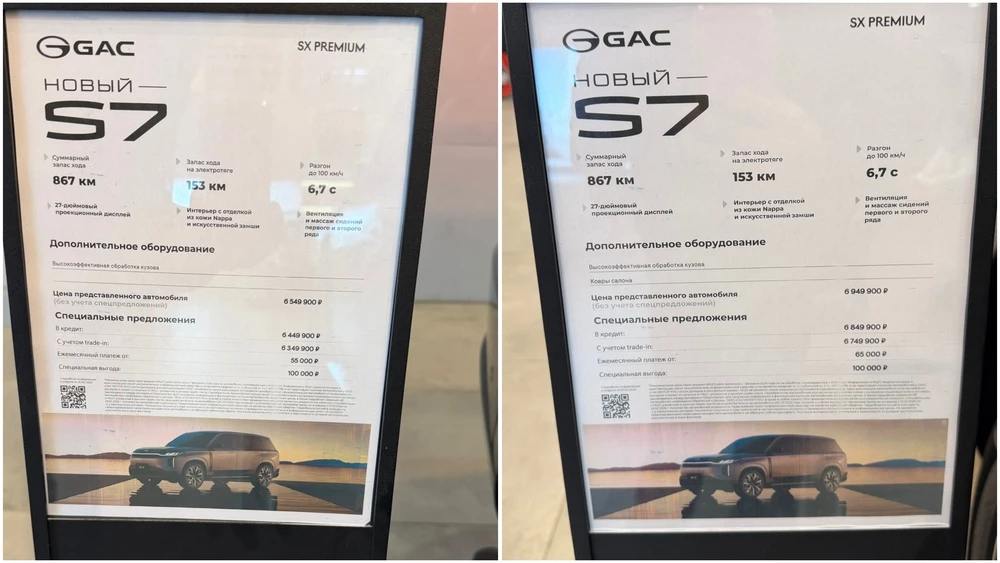 GAC
SX PREMIUM
НОВЫЙ —
S7
Суммарный
запас хода
867 км
Запас хода
на электротяге
153 км
Разгон
до 100 км/ч
6,7 с
27-дюймовый
проекционный дисплей
Интерьер с отделкой
из кожи Nappa
и искусственной замши
Вентиляция
и массаж сидений
первого и второго
ряда
Дополнительное оборудование
Высокоэффективная обработка кузова
Цена представленного автомобиля 6 549 900 ₽
(без учета спецпредложений)
Специальные предложения
В кредит: 6 449 900 ₽
С учетом trade-in: 6 349 900 ₽
Ежемесячный платеж от: 55 000 ₽
Специальная выгода: 100 000 ₽
GAC
SX PREMIUM
НОВЫЙ —
S7
Суммарный
запас хода
867 км
Запас хода
на электротяге
153 км
Разгон
до 100 км/ч
6,7 с
27-дюймовый
проекционный дисплей
Интерьер с отделкой
из кожи Nappa
и искусственной замши
Вентиляция
и массаж сидений
первого и второго
ряда
Дополнительное оборудование
Высокоэффективная обработка кузова
Ковры салона
Цена представленного автомобиля 6 949 900 ₽
(без учета спецпредложений)
Специальные предложения
В кредит: 6 849 900 ₽
С учетом trade-in: 6 749 900 ₽
Ежемесячный платеж от: 65 000 ₽
Специальная выгода: 100 000 ₽